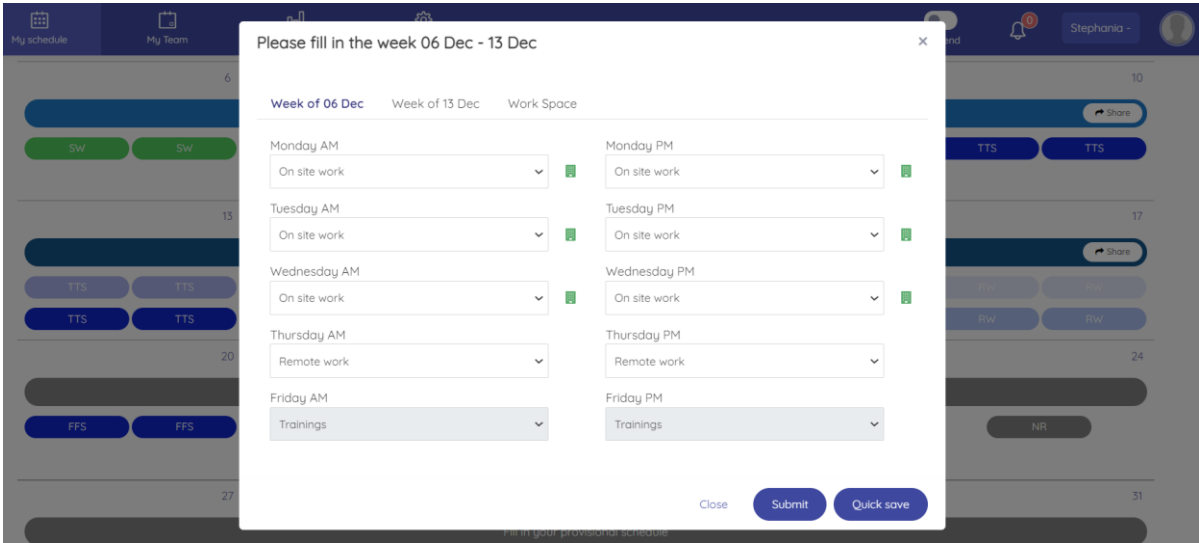 My schedule
My Team
0
Stephania -
Please fill in the week 06 Dec - 13 Dec
×
Week of 06 Dec Week of 13 Dec Work Space
Monday AM Monday PM
On site work On site work
Tuesday AM Tuesday PM
On site work On site work
Wednesday AM Wednesday PM
On site work On site work
Thursday AM Thursday PM
Remote work Remote work
Friday AM Friday PM
Trainings Trainings
Close Submit Quick save
6 10
Share
SW SW TTS TTS
13 17
Share
TTS TTS RW RW
TTS TTS RW RW
20 24
FFS FFS NR
27 31
Fill in your provisional schedule